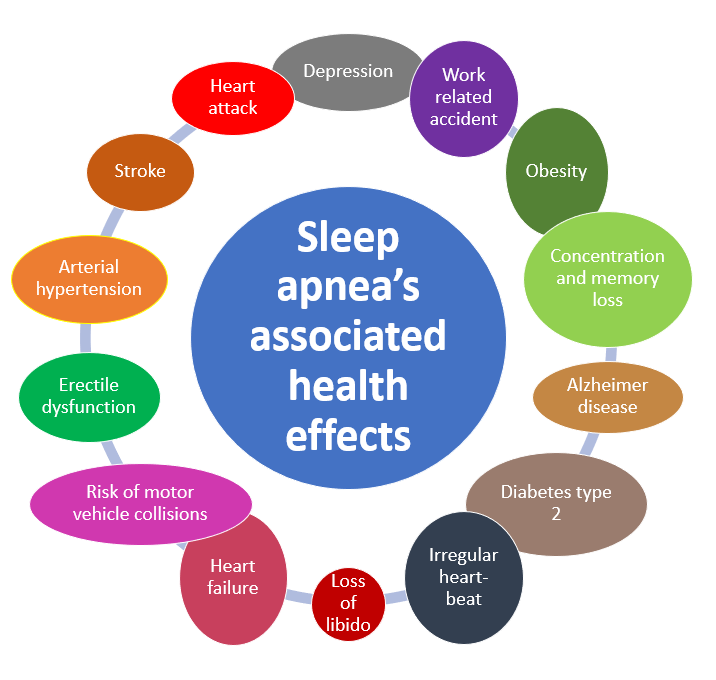 Sleep
apnea’s
associated
health
effects
Depression
Work
related
accident
Obesity
Concentration
and memory
loss
Alzheimer
disease
Diabetes type
2
Irregular
heart-
beat
Loss
of
libido
Heart
failure
Risk of motor
vehicle collisions
Erectile
dysfunction
Arterial
hypertension
Stroke
Heart
attack